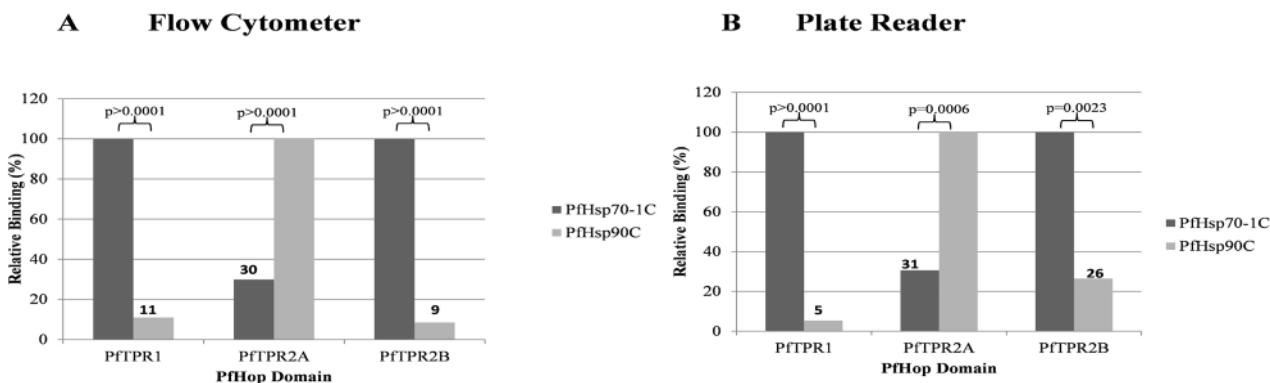 A Flow Cytometer
120
100
80
60
40
20
0
Relative Binding (%)
p>0.0001
p>0.0001
p>0.0001
11
30
9
PfTPR1
PfTPR2A
PfTPR2B
PfHop Domain
PfHsp70-1C
PfHsp90C
B Plate Reader
120
100
80
60
40
20
0
Relative Binding (%)
p>0.0001
p=0.0006
p=0.0023
5
31
26
PfTPR1
PfTPR2A
PfTPR2B
PfHop Domain
PfHsp70-1C
PfHsp90C